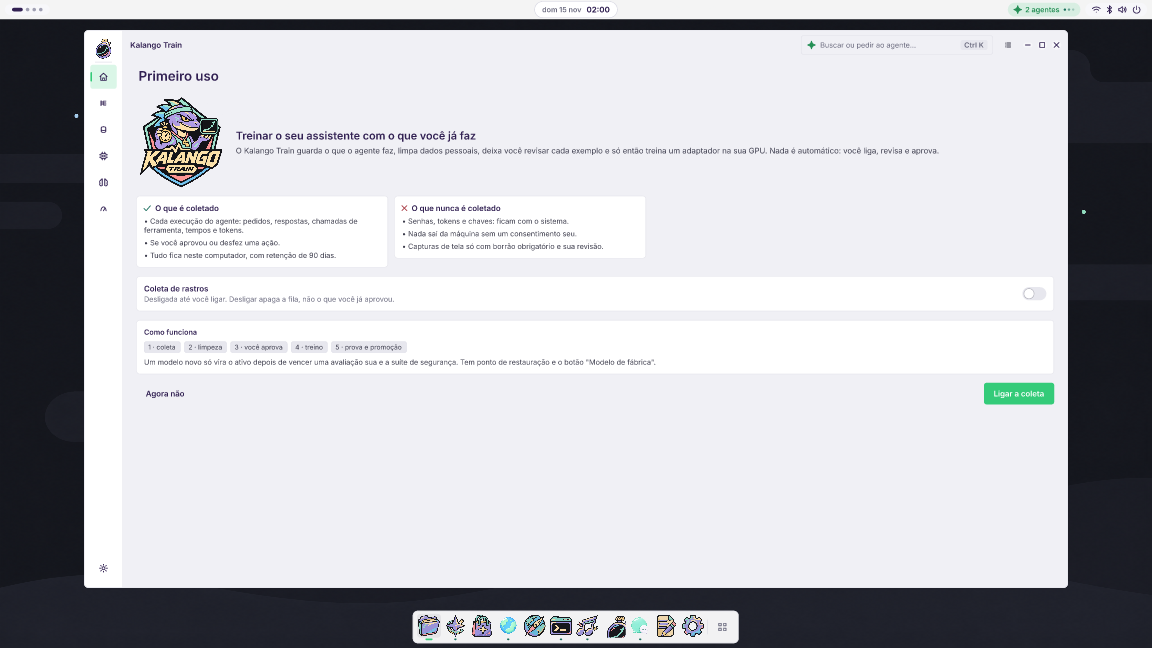 dom 15 nov 02:00
2 agentes
Kalango Train
Buscar ou pedir ao agente...
Ctrl K
Primeiro uso
KALANGO
TRAIN
Treinar o seu assistente com o que você já faz
O Kalango Train guarda o que o agente faz, limpa dados pessoais, deixa você revisar cada exemplo e só então treina um adaptador na sua GPU. Nada é automático: você liga, revisa e aprova.
O que é coletado
• Cada execução do agente: pedidos, respostas, chamadas de
ferramenta, tempos e tokens.
• Se você aprovou ou desfez uma ação.
• Tudo fica neste computador, com retenção de 90 dias.
O que nunca é coletado
• Senhas, tokens e chaves: ficam com o sistema.
• Nada sai da máquina sem um consentimento seu.
• Capturas de tela só com borrão obrigatório e sua revisão.
Coleta de rastros
Desligada até você ligar. Desligar apaga a fila, não o que você já aprovou.
Como funciona
1 · coleta
2 · limpeza
3 · você aprova
4 · treino
5 · prova e promoção
Um modelo novo só vira o ativo depois de vencer uma avaliação sua e a suíte de segurança. Tem ponto de restauração e o botão "Modelo de fábrica".
Agora não
Ligar a coleta